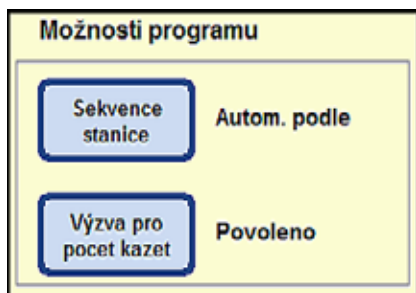 Možnosti programu
Sekvence
stanice
Autom. podle
Výzva pro
pocet kazet
Povoleno